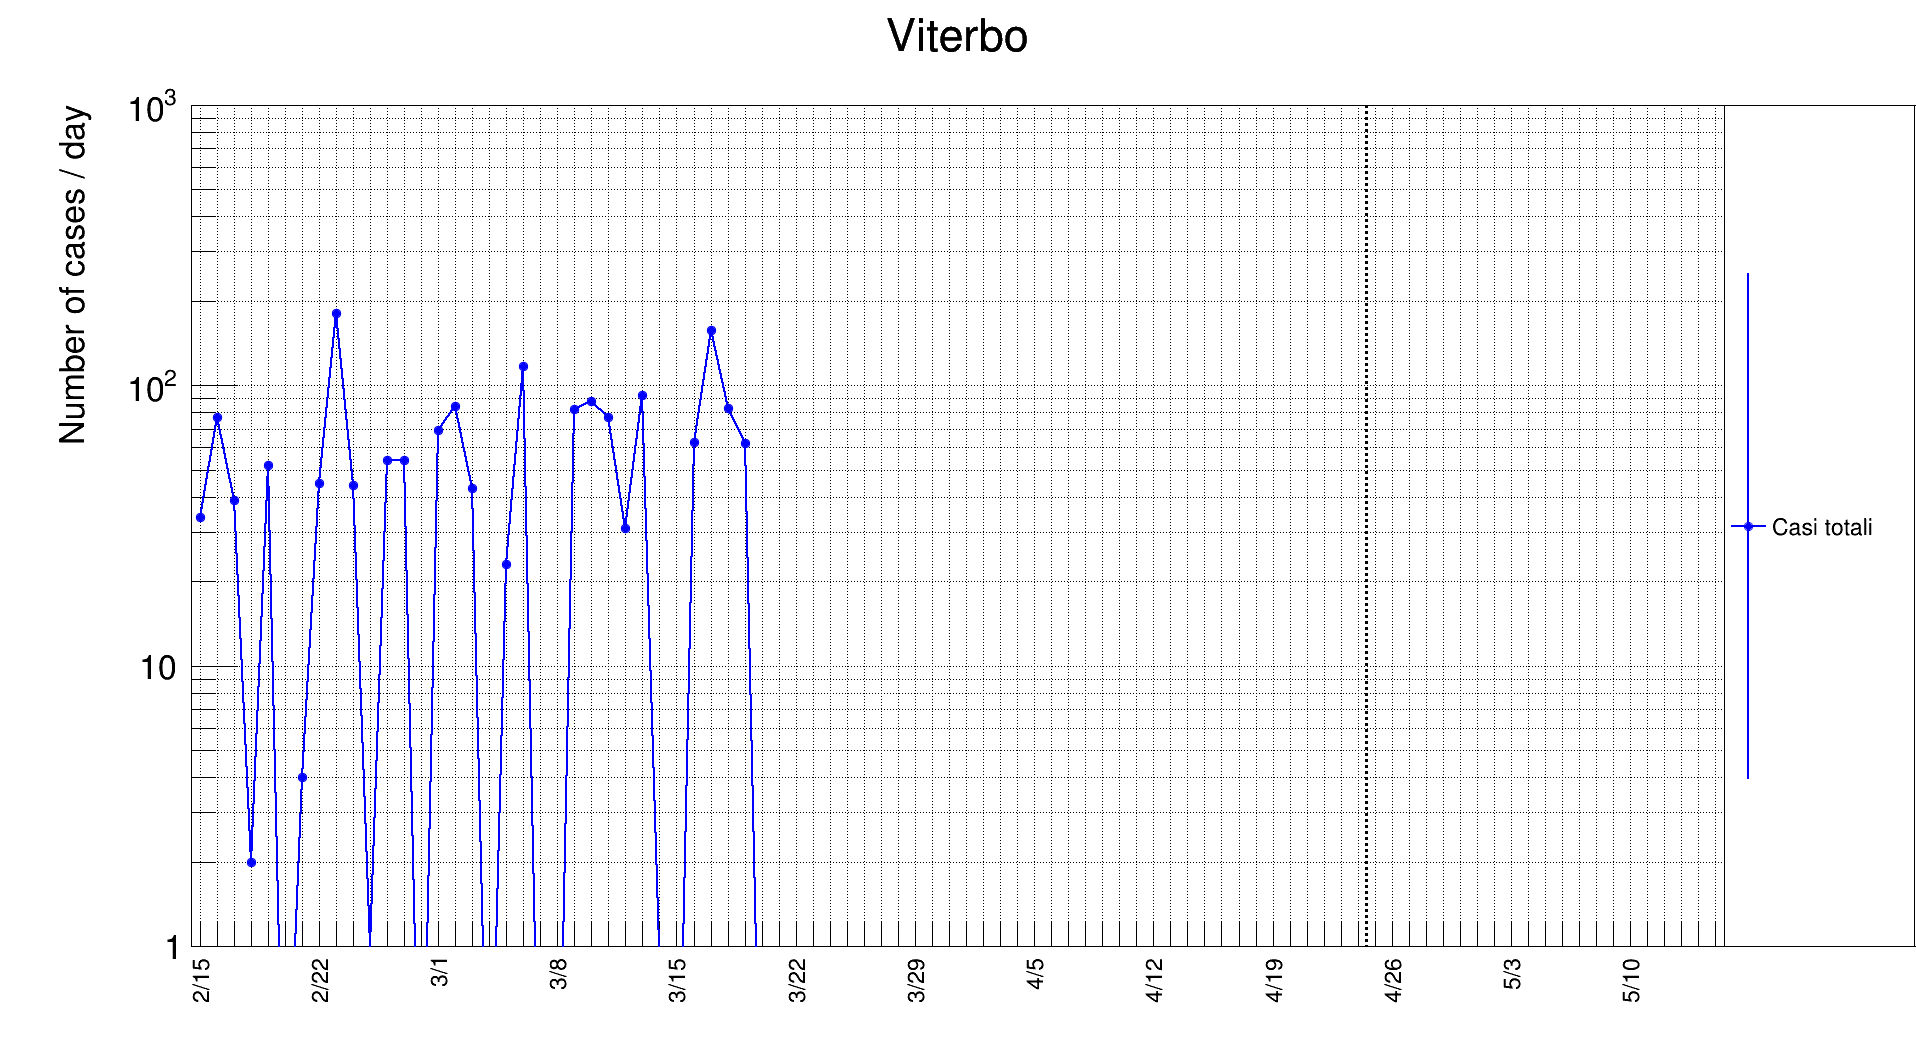 Viterbo
Number of cases / day
10³
10²
10
1
2/15 2/22 3/1 3/8 3/15 3/22 3/29 4/5 4/12 4/19 4/26 5/3 5/10
Casi totali